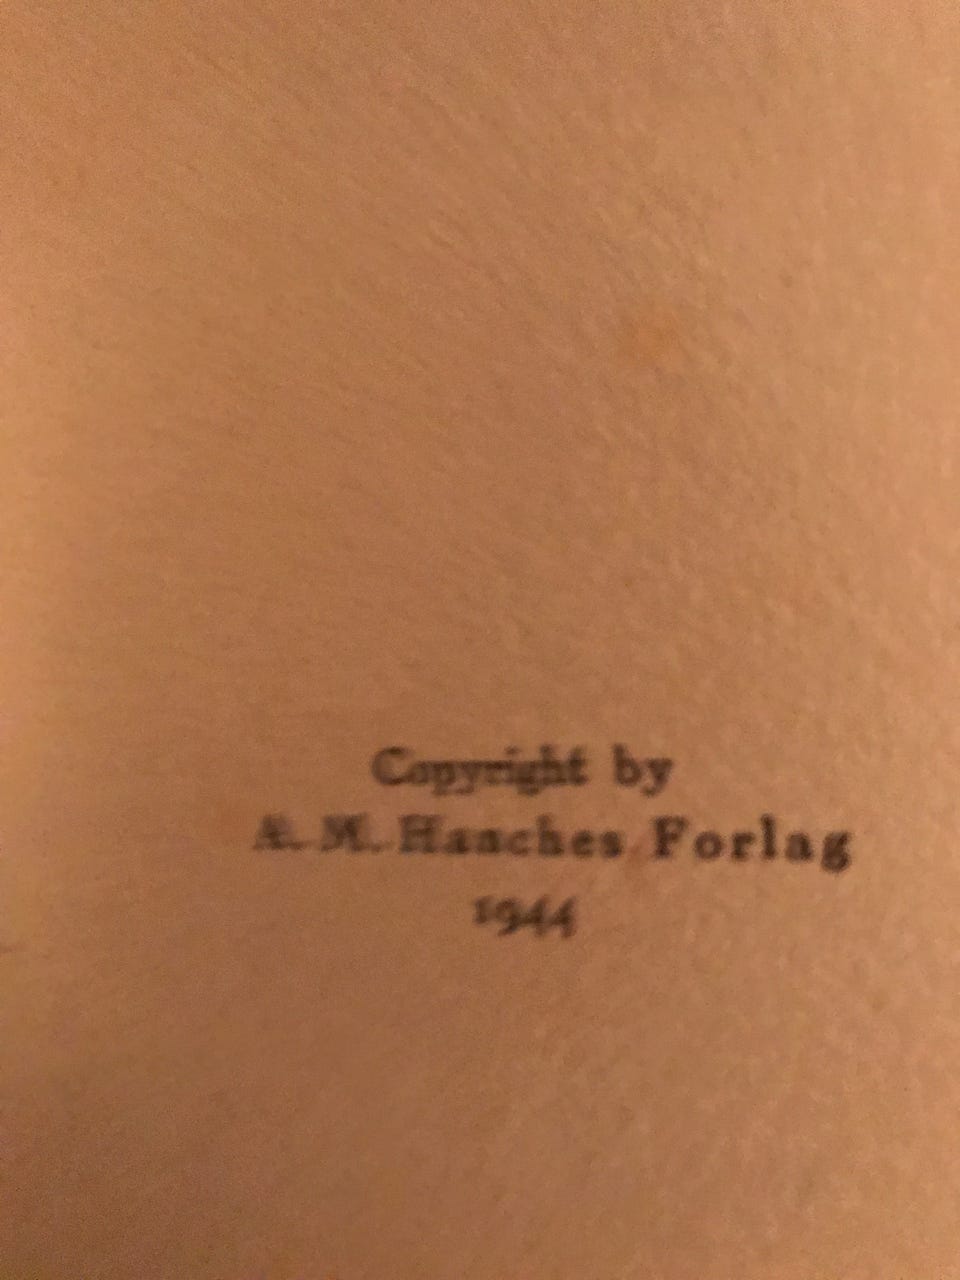 Copyright by
A. M. Hanches Forlag
1944